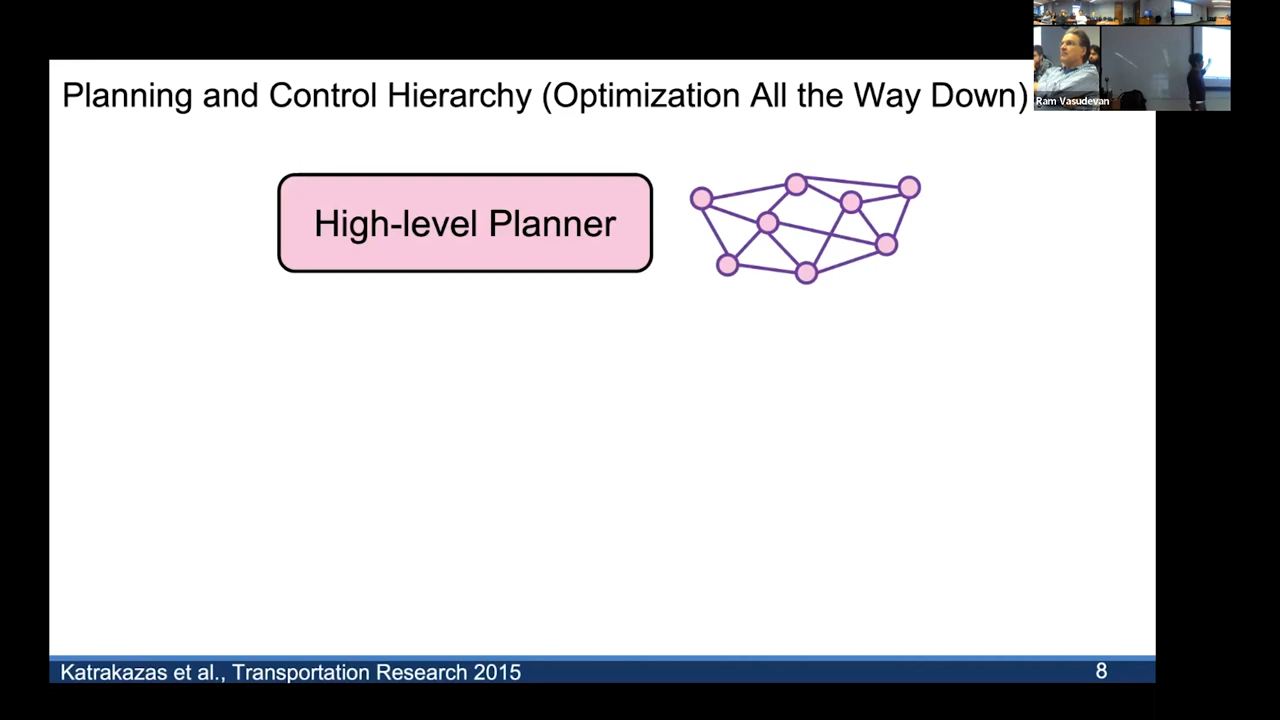 Planning and Control Hierarchy (Optimization All the Way Down)
Ram Vasudevan
High-level Planner
Katrakazas et al., Transportation Research 2015
8